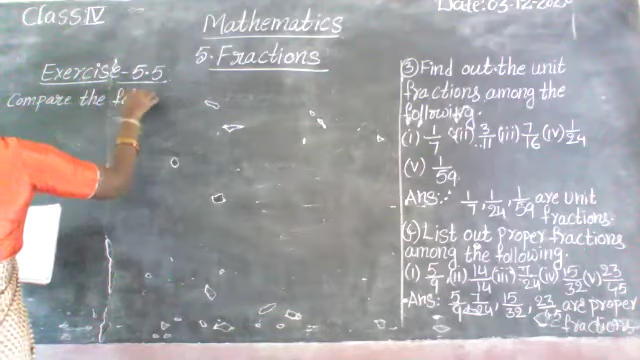 Class IV
Mathematics
Date: 03-12-202
5. Fractions
Exercise-5.5
Compare the f
③ Find out the unit
fractions among the
following.
(i) 1/7 (ii) 3/11 (iii) 7/16 (iv) 1/24
(v) 1/59
Ans:- 1/7, 1/24, 1/59 are unit
fractions.
④ List out proper fractions
among the following.
(i) 5/9 (ii) 14/14 (iii) 7/24 (iv) 15/32 (v) 23/45
Ans: 5/9, 7/24, 15/32, 23/45 are proper
fractions